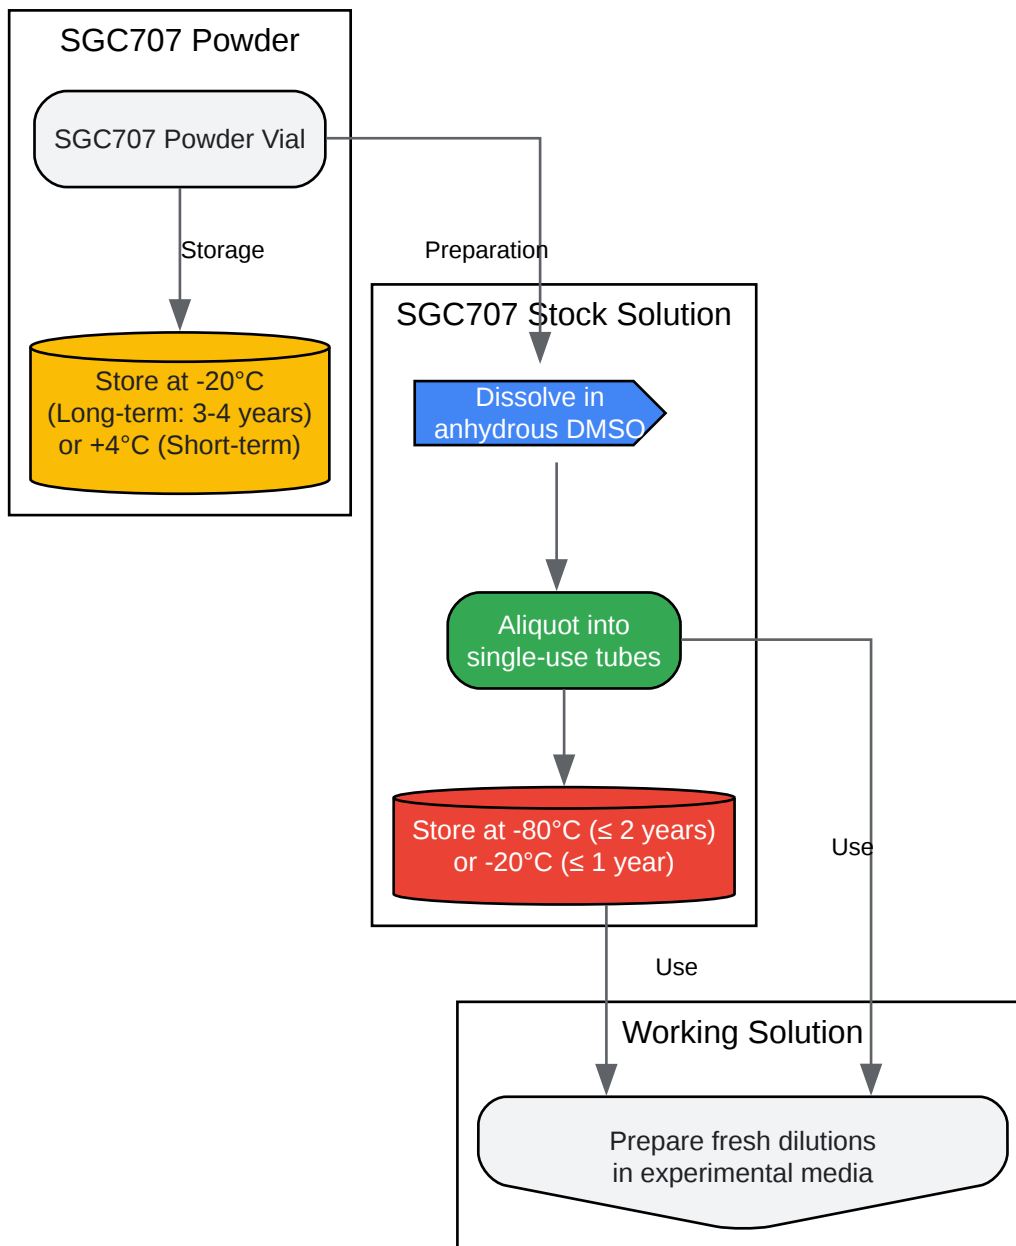 SGC707 Powder
SGC707 Powder Vial
Storage
Preparation
Store at -20°C
(Long-term: 3-4 years)
or +4°C (Short-term)
SGC707 Stock Solution
Dissolve in
anhydrous DMSO
Aliquot into
single-use tubes
Store at -80°C (≤ 2 years)
or -20°C (≤ 1 year)
Use
Use
Working Solution
Prepare fresh dilutions
in experimental media